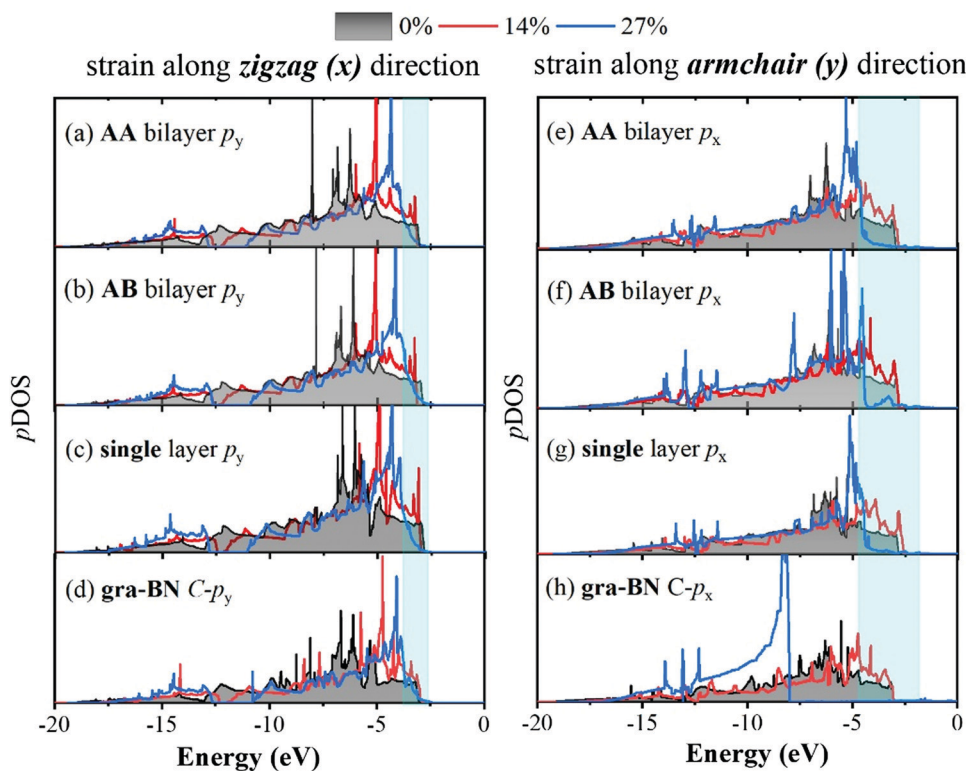 0% 14% 27%
strain along zigzag (x) direction
strain along armchair (y) direction
(a) AA bilayer py
(b) AB bilayer py
(c) single layer py
(d) gra-BN C-py
(e) AA bilayer px
(f) AB bilayer px
(g) single layer px
(h) gra-BN C-px
pDOS
pDOS
-20 -15 -10 -5 0
-20 -15 -10 -5 0
Energy (eV)
Energy (eV)